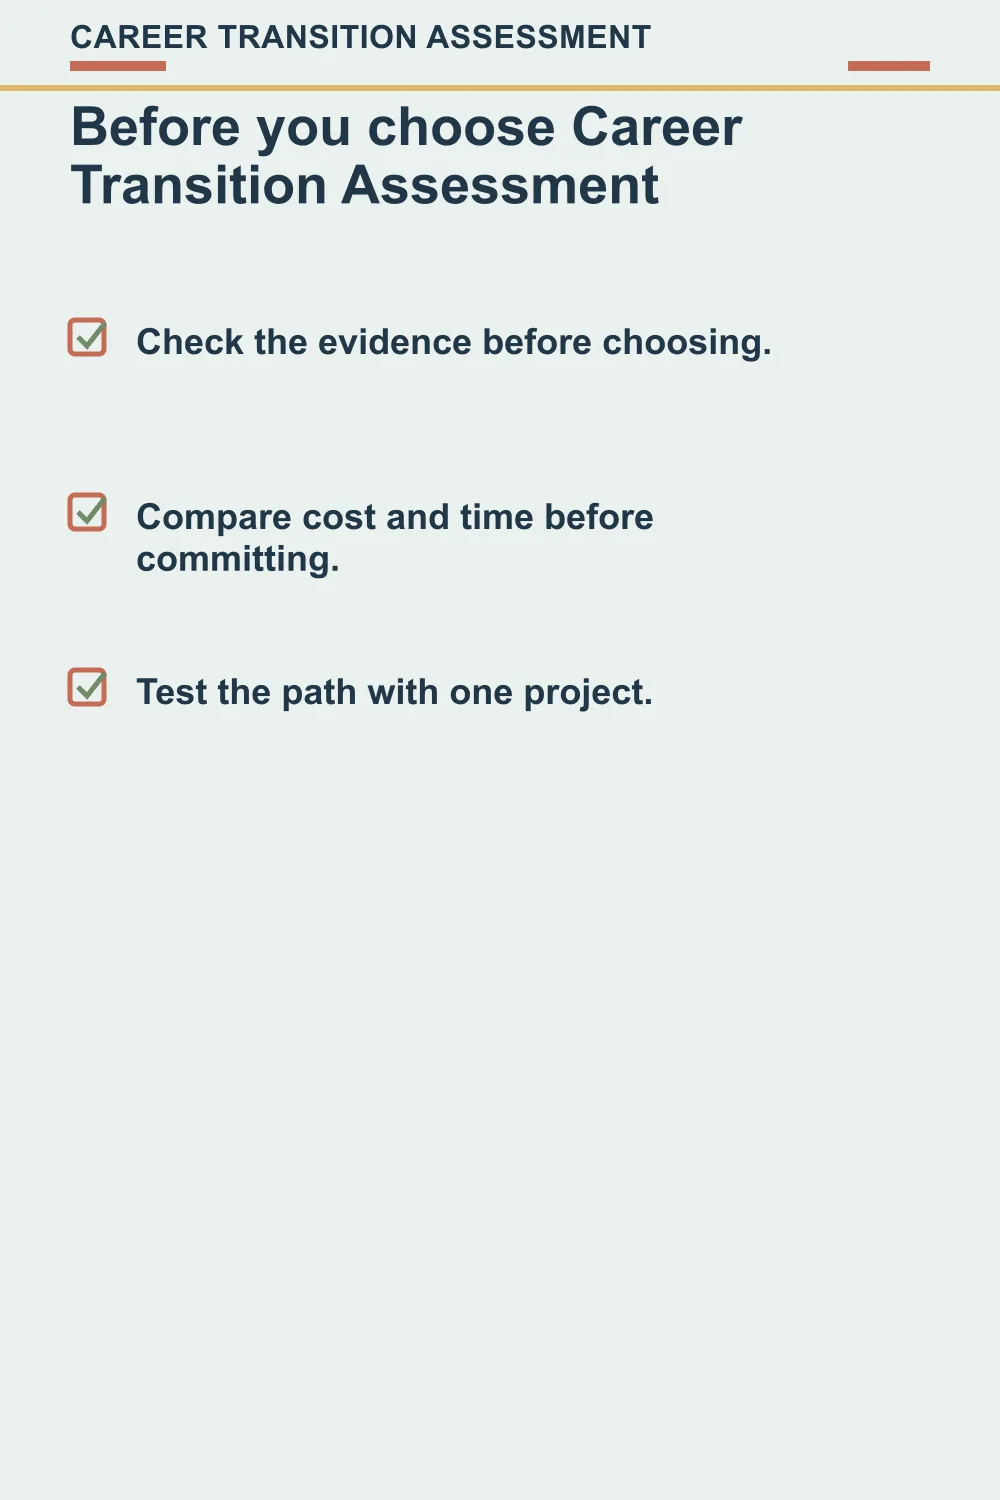 CAREER TRANSITION ASSESSMENT
Before you choose Career
Transition Assessment
Check the evidence before choosing.
Compare cost and time before
committing.
Test the path with one project.